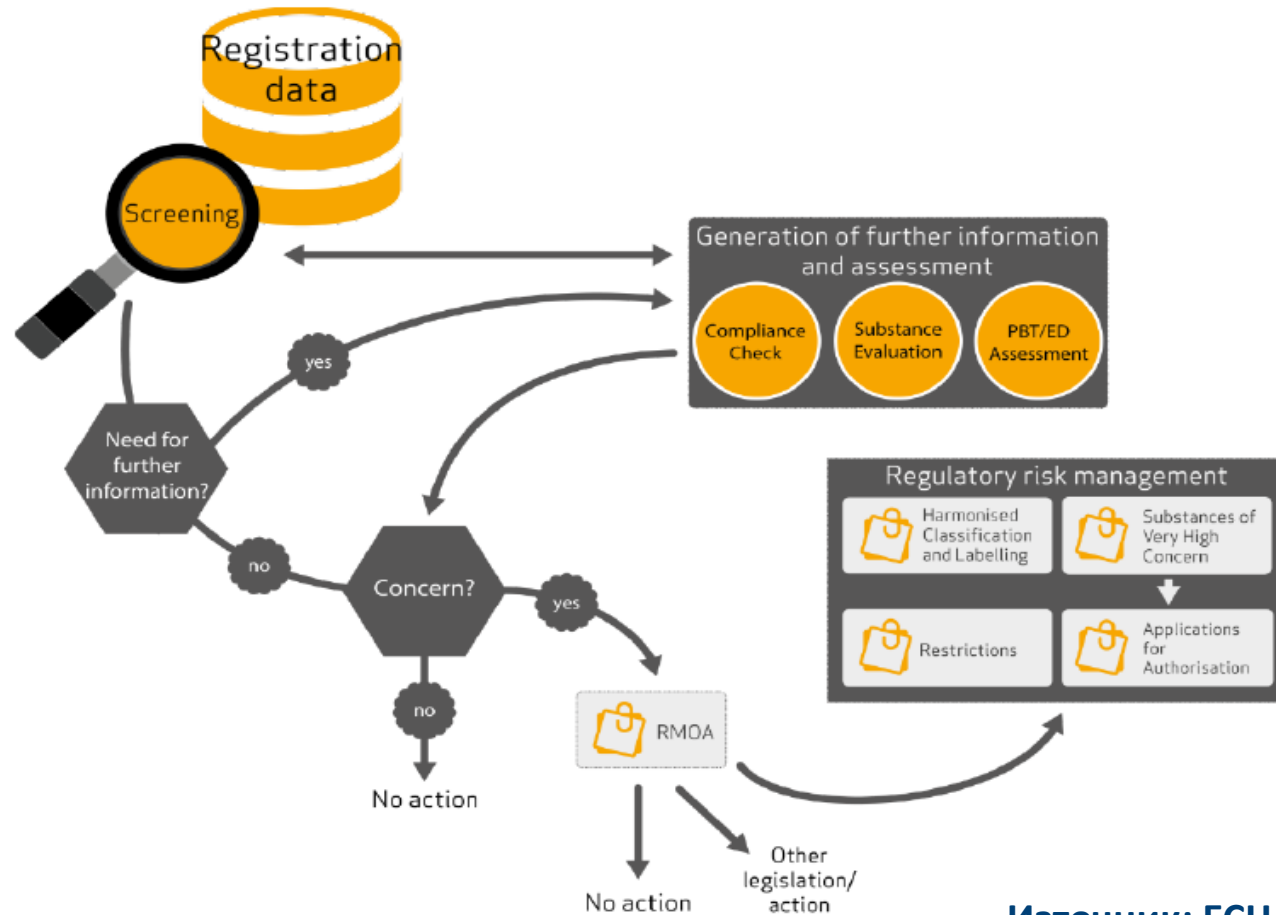 Registration
data
Screening
Generation of further information
and assessment
Compliance
Check
Substance
Evaluation
PBT/ED
Assessment
yes
Need for
further
information?
no
Concern?
yes
no
No action
RMOA
No action
Other
legislation/
action
Regulatory risk management
Harmonised
Classification
and Labelling
Substances of
Very High
Concern
Restrictions
Applications
for
Authorisation